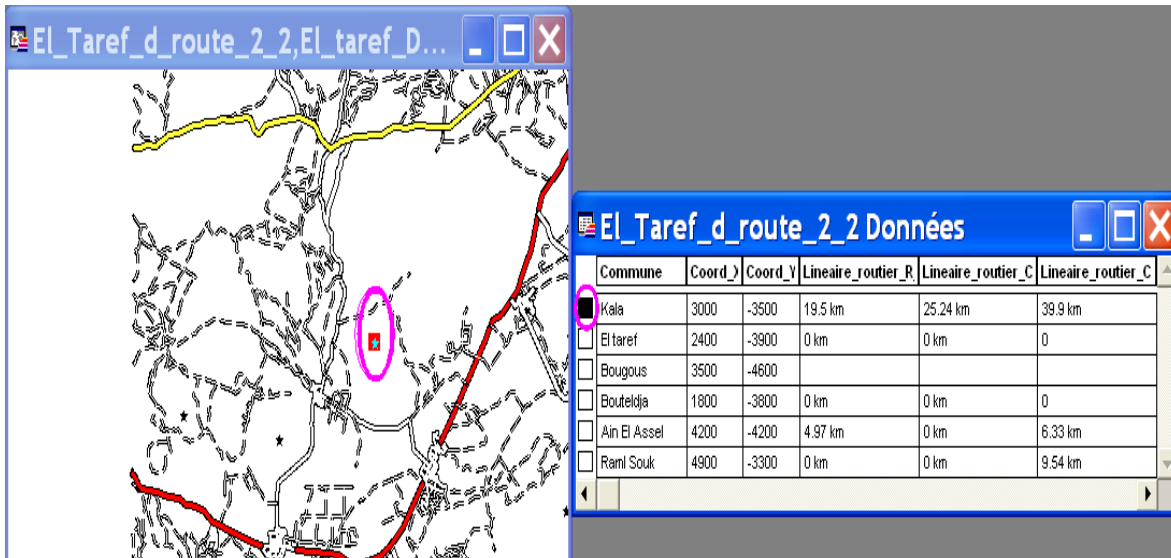 El_Taref_d_route_2_2,El_taref_D...
El_Taref_d_route_2_2 Données
Commune Coord_X Coord_Y Lineaire_routier_R Lineaire_routier_C Lineaire_routier_C
Kala 3000 -3500 19.5 km 25.24 km 39.9 km
El taref 2400 -3900 0 km 0 km 0
Bougous 3500 -4600
Bouteldja 1800 -3800 0 km 0 km 0
Ain El Assel 4200 -4200 4.97 km 0 km 6.33 km
Raml Souk 4900 -3300 0 km 0 km 9.54 km